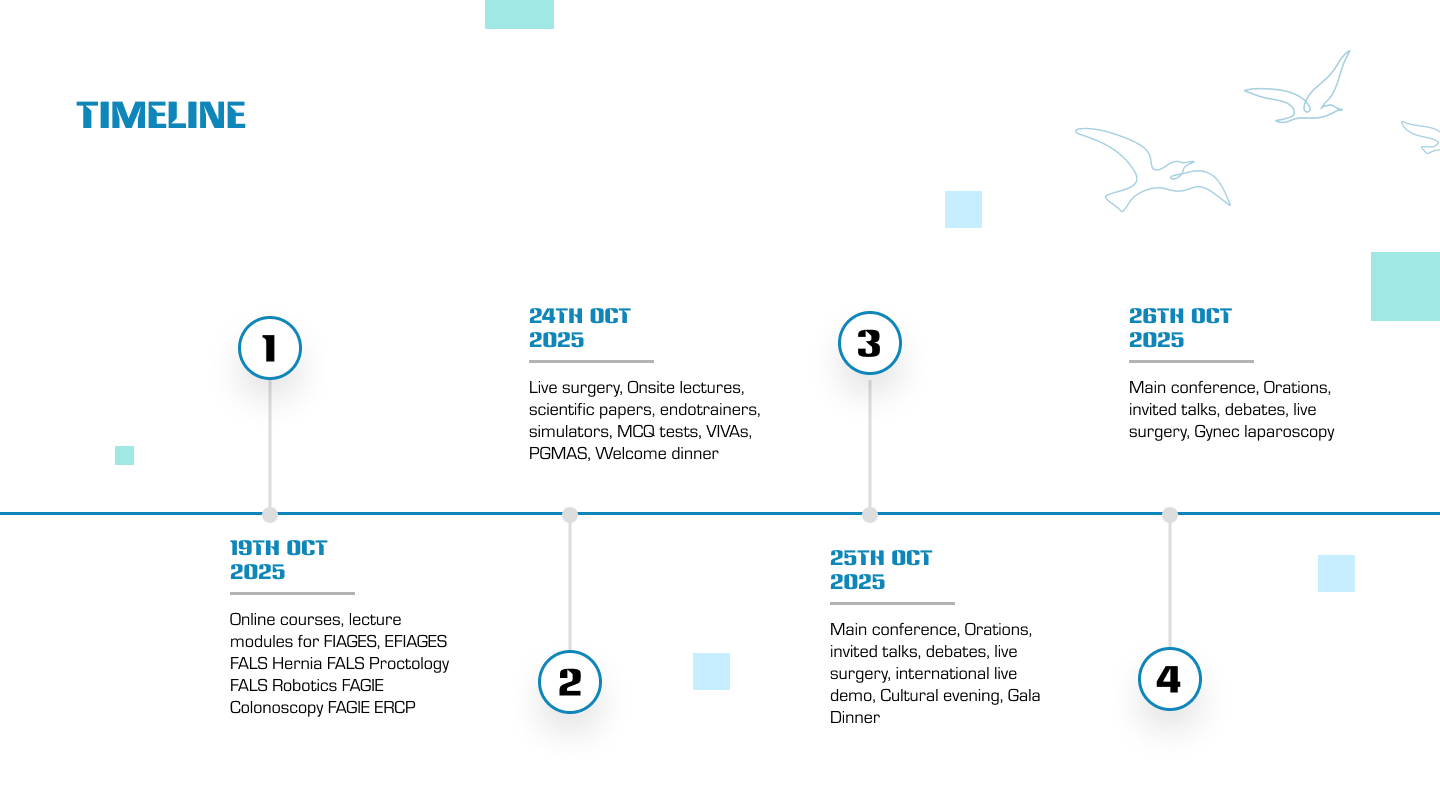 TIMELINE
1
19TH OCT
2025
Online courses, lecture
modules for FIAGES, EFIAGES
FALS Hernia FALS Proctology
FALS Robotics FAGIE
Colonoscopy FAGIE ERCP
24TH OCT
2025
Live surgery, Onsite lectures,
scientific papers, endotrainers,
simulators, MCQ tests, VIVAs,
PGMAS, Welcome dinner
2
3
25TH OCT
2025
Main conference, Orations,
invited talks, debates, live
surgery, international live
demo, Cultural evening, Gala
Dinner
26TH OCT
2025
Main conference, Orations,
invited talks, debates, live
surgery, Gynec laparoscopy
4